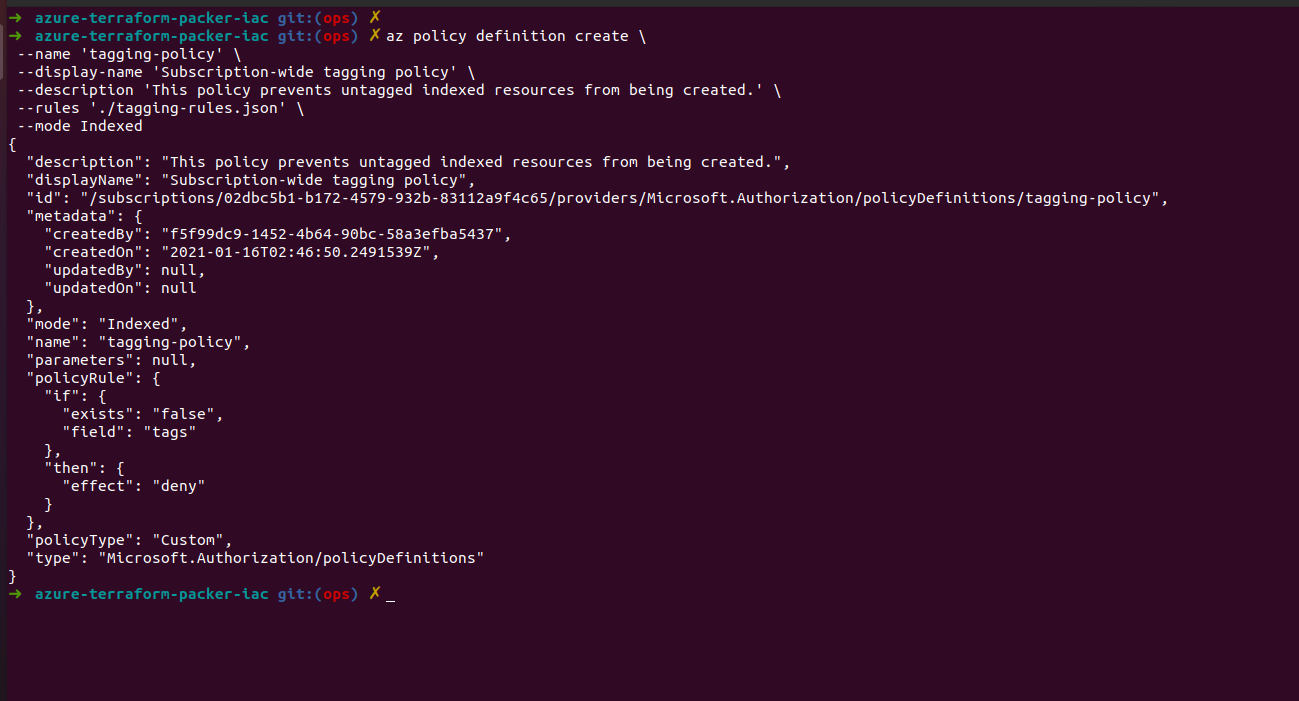 → azure-terraform-packer-iac git:(ops) ✗
→ azure-terraform-packer-iac git:(ops) ✗ az policy definition create \
 --name 'tagging-policy' \
 --display-name 'Subscription-wide tagging policy' \
 --description 'This policy prevents untagged indexed resources from being created.' \
 --rules './tagging-rules.json' \
 --mode Indexed
{
  "description": "This policy prevents untagged indexed resources from being created.",
  "displayName": "Subscription-wide tagging policy",
  "id": "/subscriptions/02dbc5b1-b172-4579-932b-83112a9f4c65/providers/Microsoft.Authorization/policyDefinitions/tagging-policy",
  "metadata": {
    "createdBy": "f5f99dc9-1452-4b64-90bc-58a3efba5437",
    "createdOn": "2021-01-16T02:46:50.2491539Z",
    "updatedBy": null,
    "updatedOn": null
  },
  "mode": "Indexed",
  "name": "tagging-policy",
  "parameters": null,
  "policyRule": {
    "if": {
      "exists": "false",
      "field": "tags"
    },
    "then": {
      "effect": "deny"
    }
  },
  "policyType": "Custom",
  "type": "Microsoft.Authorization/policyDefinitions"
}
→ azure-terraform-packer-iac git:(ops) ✗ _